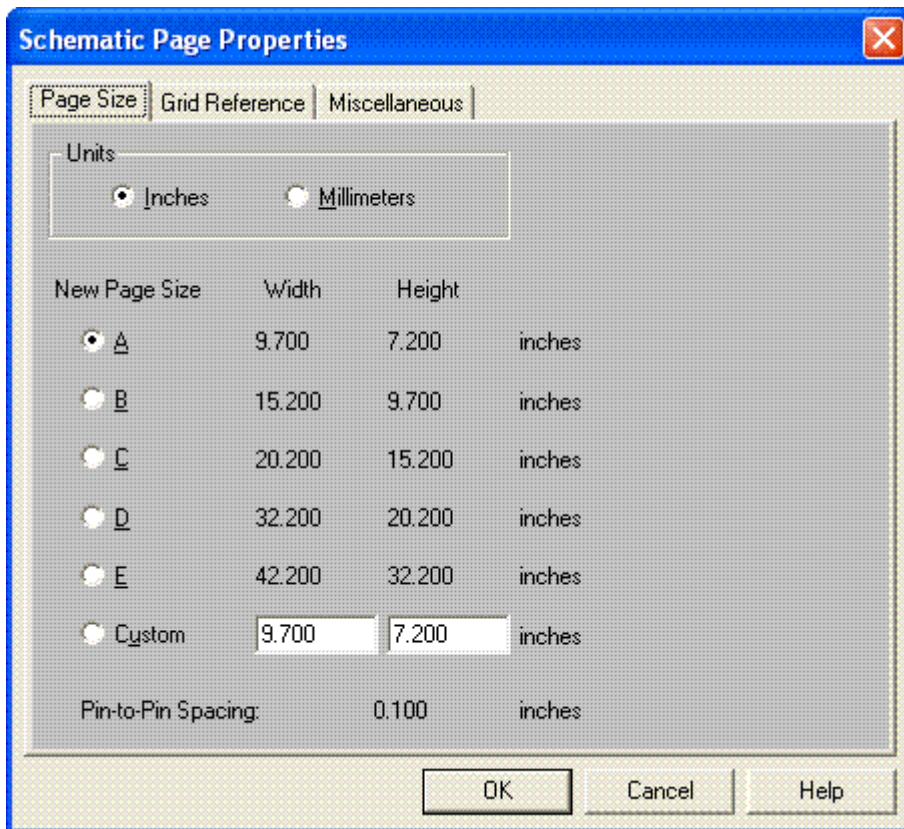 Schematic Page Properties
Page Size Grid Reference Miscellaneous
Units
Inches Millimeters
New Page Size Width Height
A 9.700 7.200 inches
B 15.200 9.700 inches
C 20.200 15.200 inches
D 32.200 20.200 inches
E 42.200 32.200 inches
Custom 9.700 7.200 inches
Pin-to-Pin Spacing: 0.100 inches
OK Cancel Help